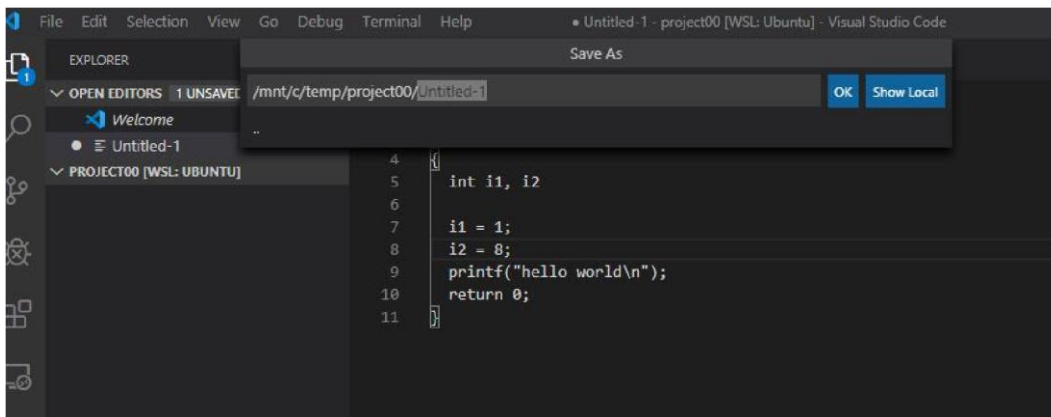 File Edit Selection View Go Debug Terminal Help ● Untitled-1 - project00 [WSL: Ubuntu] - Visual Studio Code
EXPLORER
Save As
OPEN EDITORS 1 UNSAVED
/mnt/c/temp/project00/Untitled-1 OK Show Local
Welcome
..
Untitled-1
PROJECT00 [WSL: UBUNTU]
1
4 {
5 int i1, i2
6
7 i1 = 1;
8 i2 = 8;
9 printf("hello world\n");
10 return 0;
11 }